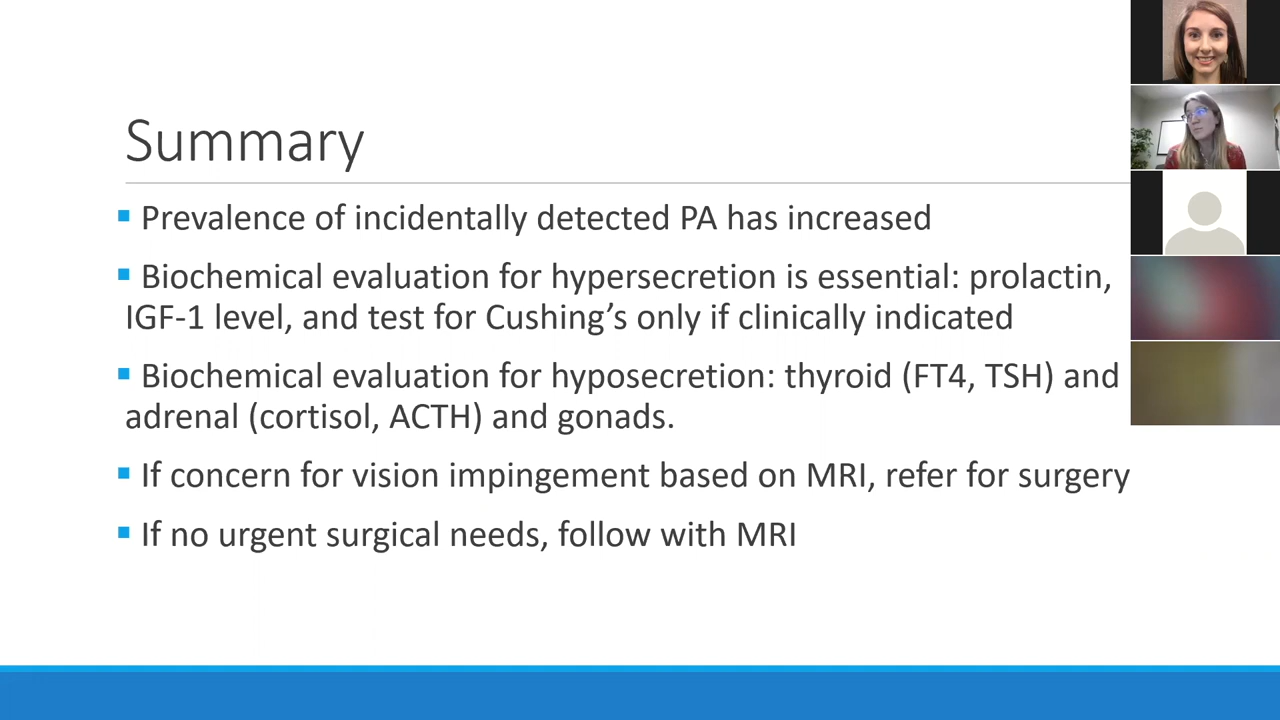 Summary
▪ Prevalence of incidentally detected PA has increased
▪ Biochemical evaluation for hypersecretion is essential: prolactin,
IGF-1 level, and test for Cushing’s only if clinically indicated
▪ Biochemical evaluation for hyposecretion: thyroid (FT4, TSH) and
adrenal (cortisol, ACTH) and gonads.
▪ If concern for vision impingement based on MRI, refer for surgery
▪ If no urgent surgical needs, follow with MRI